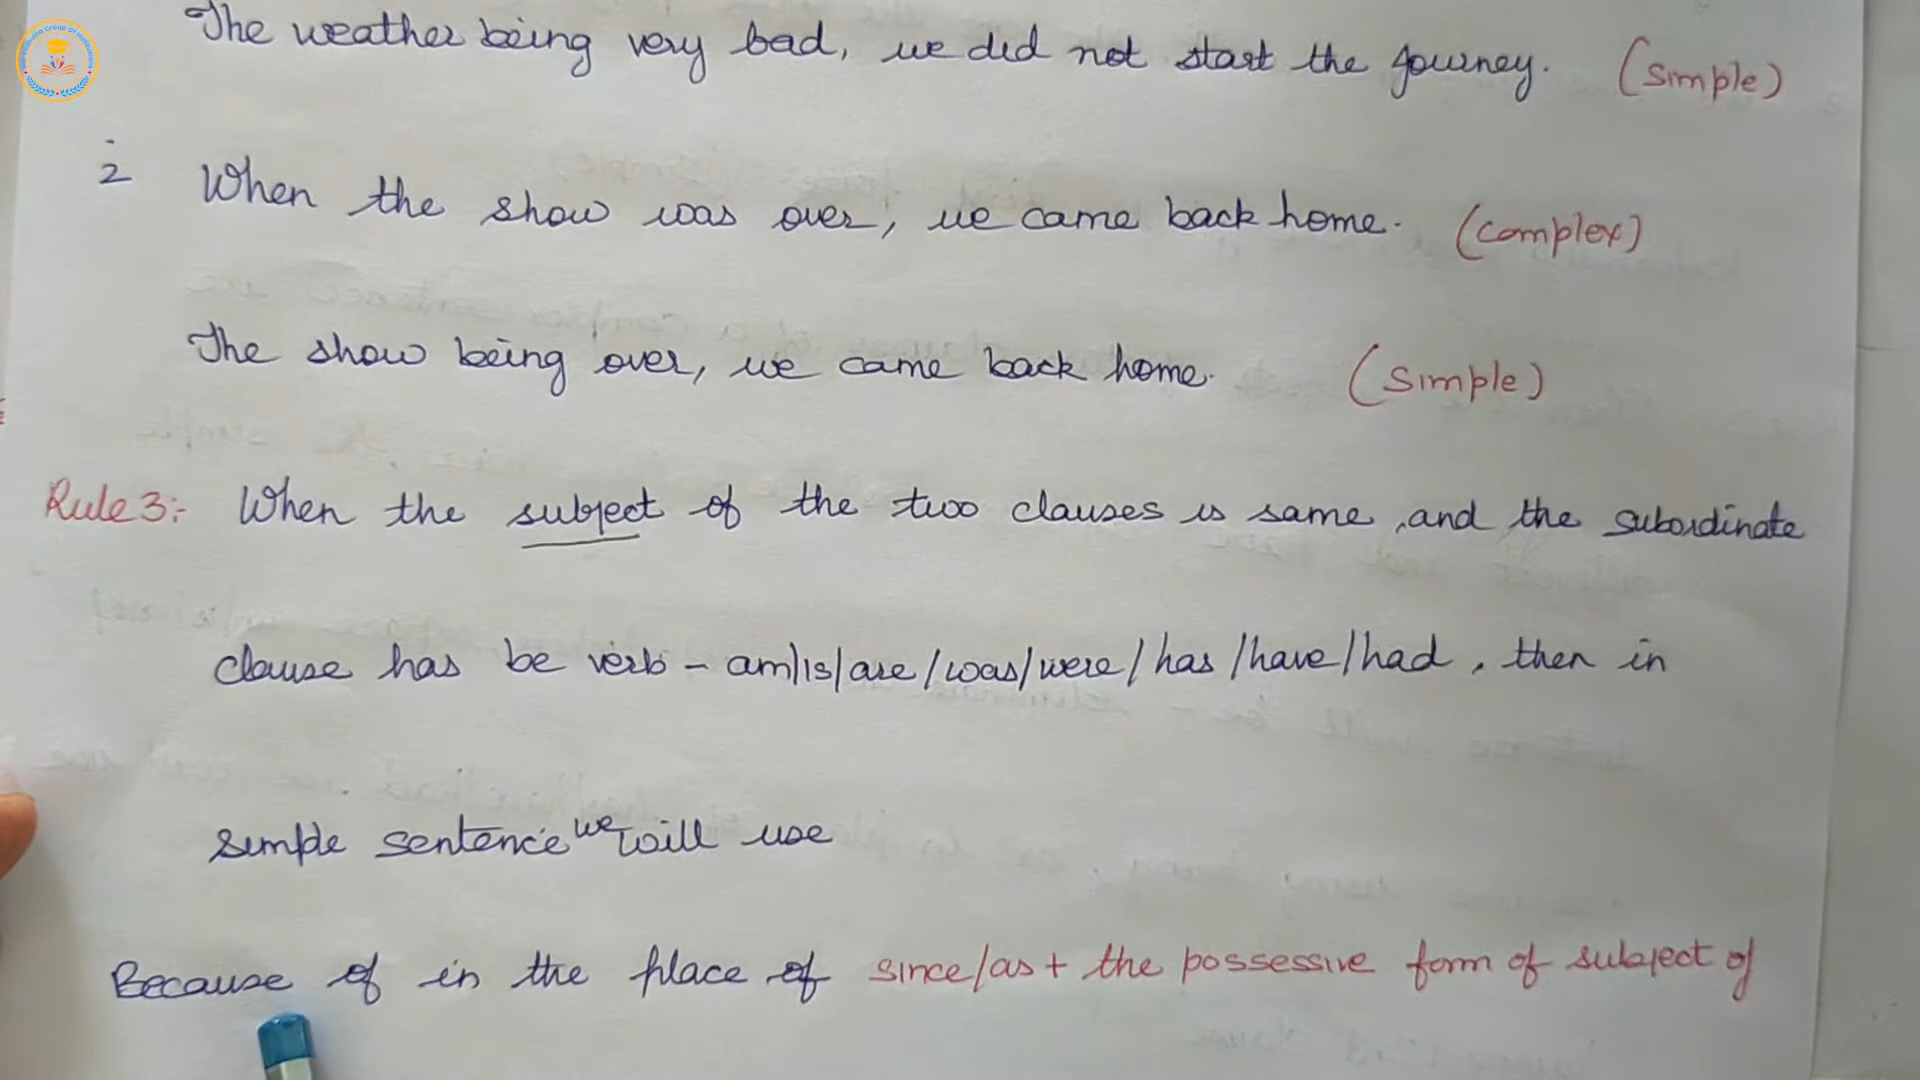 The weather being very bad, we did not start the journey. (Simple)
2 When the show was over, we came back home. (complex)
The show being over, we came back home. (Simple)
Rule 3:- When the subject of the two clauses is same, and the subordinate
clause has be verb - am/is/are/was/were/has/have/had, then in
simple sentence we will use
Because of in the place of since/as + the possessive form of subject of